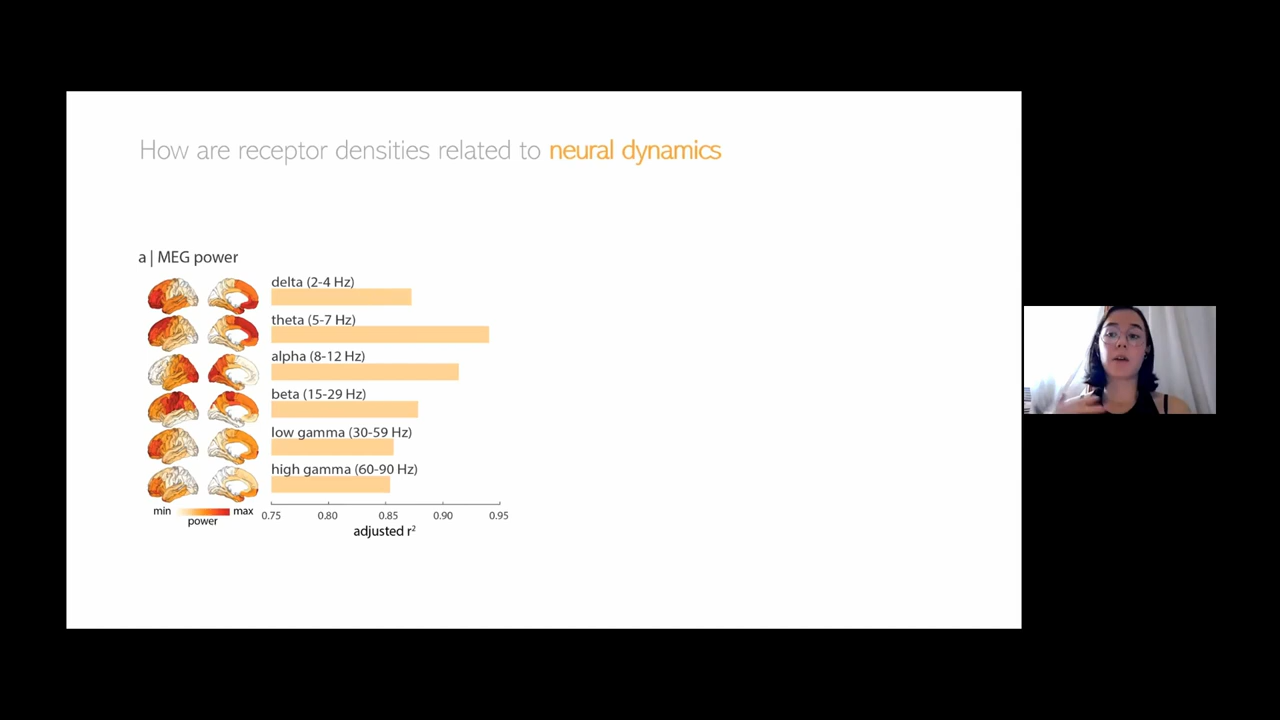 How are receptor densities related to neural dynamics
a | MEG power
delta (2-4 Hz)
theta (5-7 Hz)
alpha (8-12 Hz)
beta (15-29 Hz)
low gamma (30-59 Hz)
high gamma (60-90 Hz)
min max
power
0.75 0.80 0.85 0.90 0.95
adjusted r²